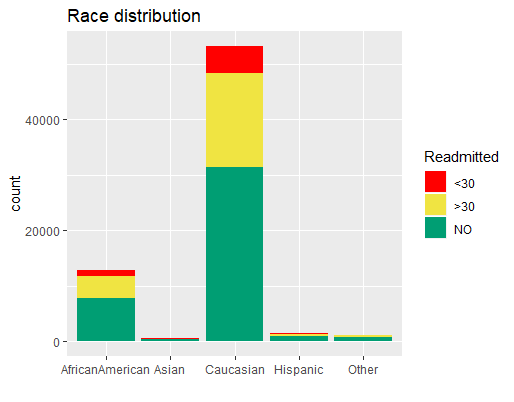 Race distribution
count
40000
20000
0
AfricanAmerican Asian Caucasian Hispanic Other
Readmitted
<30
>30
NO